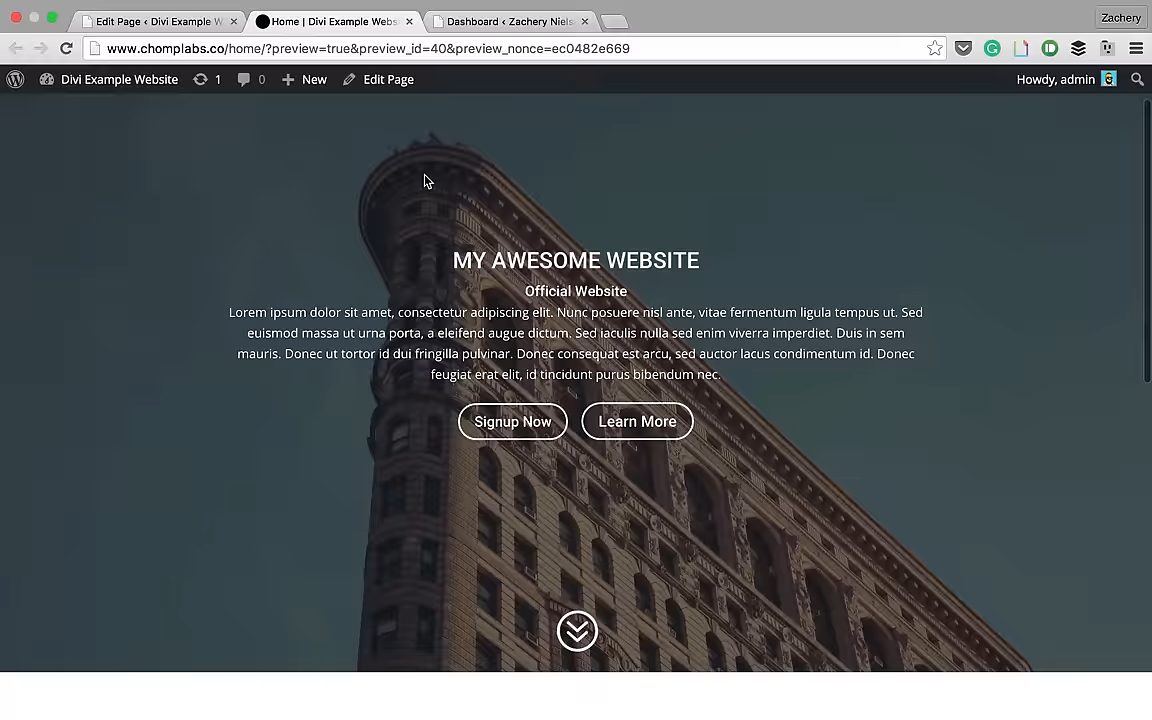 Edit Page ‹ Divi Example W
Home | Divi Example Webs
Dashboard ‹ Zachery Niels
Zachery
www.chomplabs.co/home/?preview=true&preview_id=40&preview_nonce=ec0482e669
Divi Example Website
1
0
New
Edit Page
Howdy, admin
MY AWESOME WEBSITE
Official Website
Lorem ipsum dolor sit amet, consectetur adipiscing elit. Nunc posuere nisl ante, vitae fermentum ligula tempus ut. Sed
euismod massa ut urna porta, a eleifend augue dictum. Sed iaculis nulla sed enim viverra imperdiet. Duis in sem
mauris. Donec ut tortor id dui fringilla pulvinar. Donec consequat est arcu, sed auctor lacus condimentum id. Donec
feugiat erat elit, id tincidunt purus bibendum nec.
Signup Now
Learn More